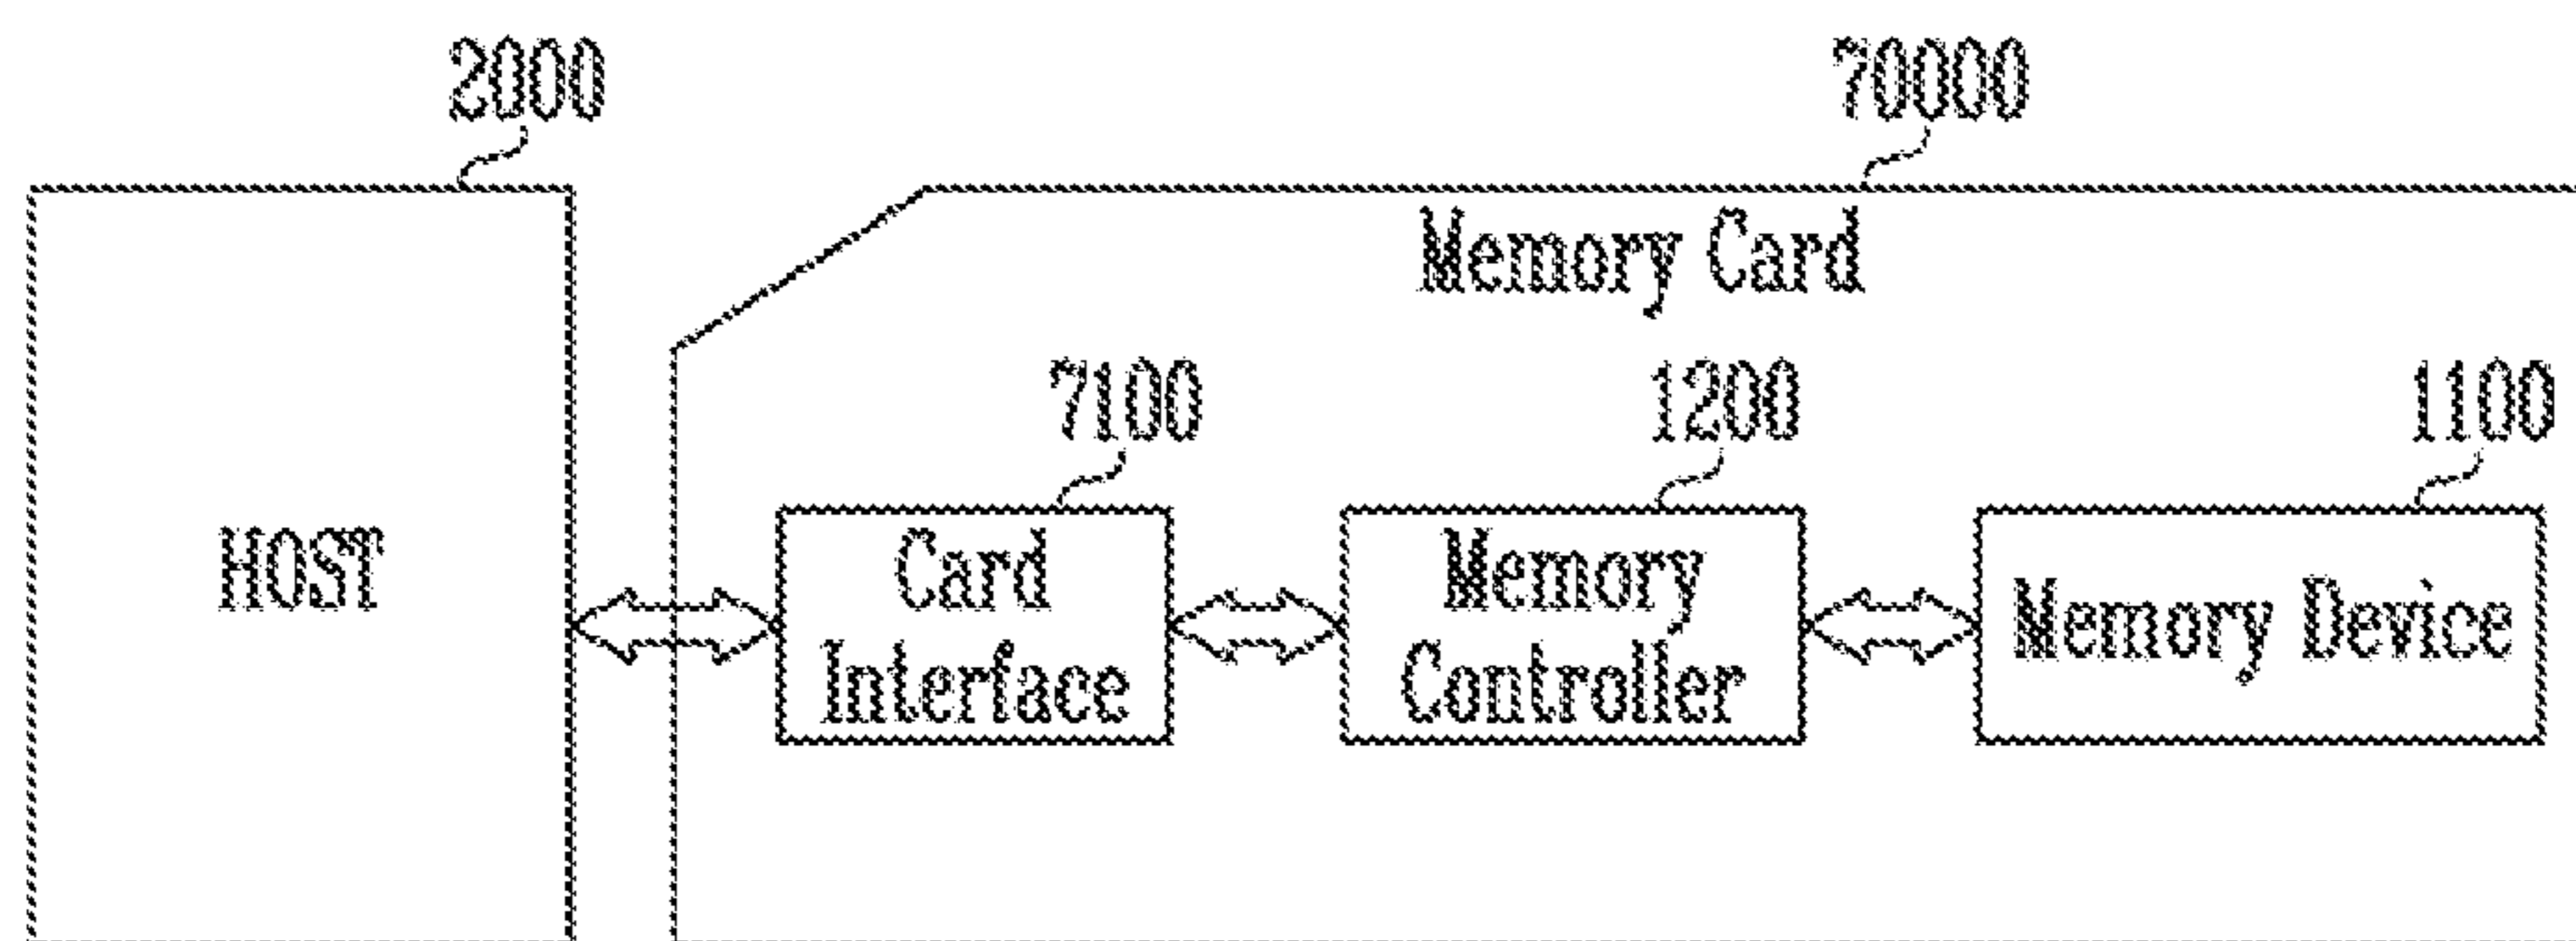 2000
70000
Memory Card
7100
1200
1100
HOST
Card
Interface
Memory
Controller
Memory Device